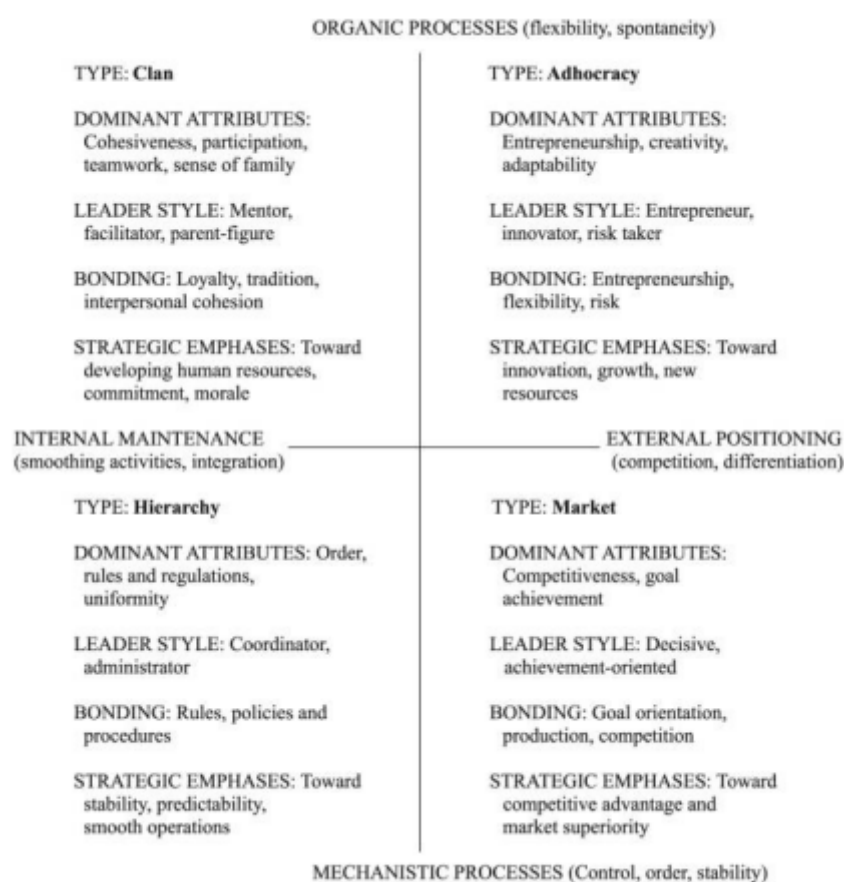 ORGANIC PROCESSES (flexibility, spontaneity)
TYPE: Clan
DOMINANT ATTRIBUTES:
Cohesiveness, participation,
teamwork, sense of family
LEADER STYLE: Mentor,
facilitator, parent-figure
BONDING: Loyalty, tradition,
interpersonal cohesion
STRATEGIC EMPHASES: Toward
developing human resources,
commitment, morale
TYPE: Adhocracy
DOMINANT ATTRIBUTES:
Entrepreneurship, creativity,
adaptability
LEADER STYLE: Entrepreneur,
innovator, risk taker
BONDING: Entrepreneurship,
flexibility, risk
STRATEGIC EMPHASES: Toward
innovation, growth, new
resources
INTERNAL MAINTENANCE
(smoothing activities, integration)
EXTERNAL POSITIONING
(competition, differentiation)
TYPE: Hierarchy
DOMINANT ATTRIBUTES: Order,
rules and regulations,
uniformity
LEADER STYLE: Coordinator,
administrator
BONDING: Rules, policies and
procedures
STRATEGIC EMPHASES: Toward
stability, predictability,
smooth operations
TYPE: Market
DOMINANT ATTRIBUTES:
Competitiveness, goal
achievement
LEADER STYLE: Decisive,
achievement-oriented
BONDING: Goal orientation,
production, competition
STRATEGIC EMPHASES: Toward
competitive advantage and
market superiority
MECHANISTIC PROCESSES (Control, order, stability)